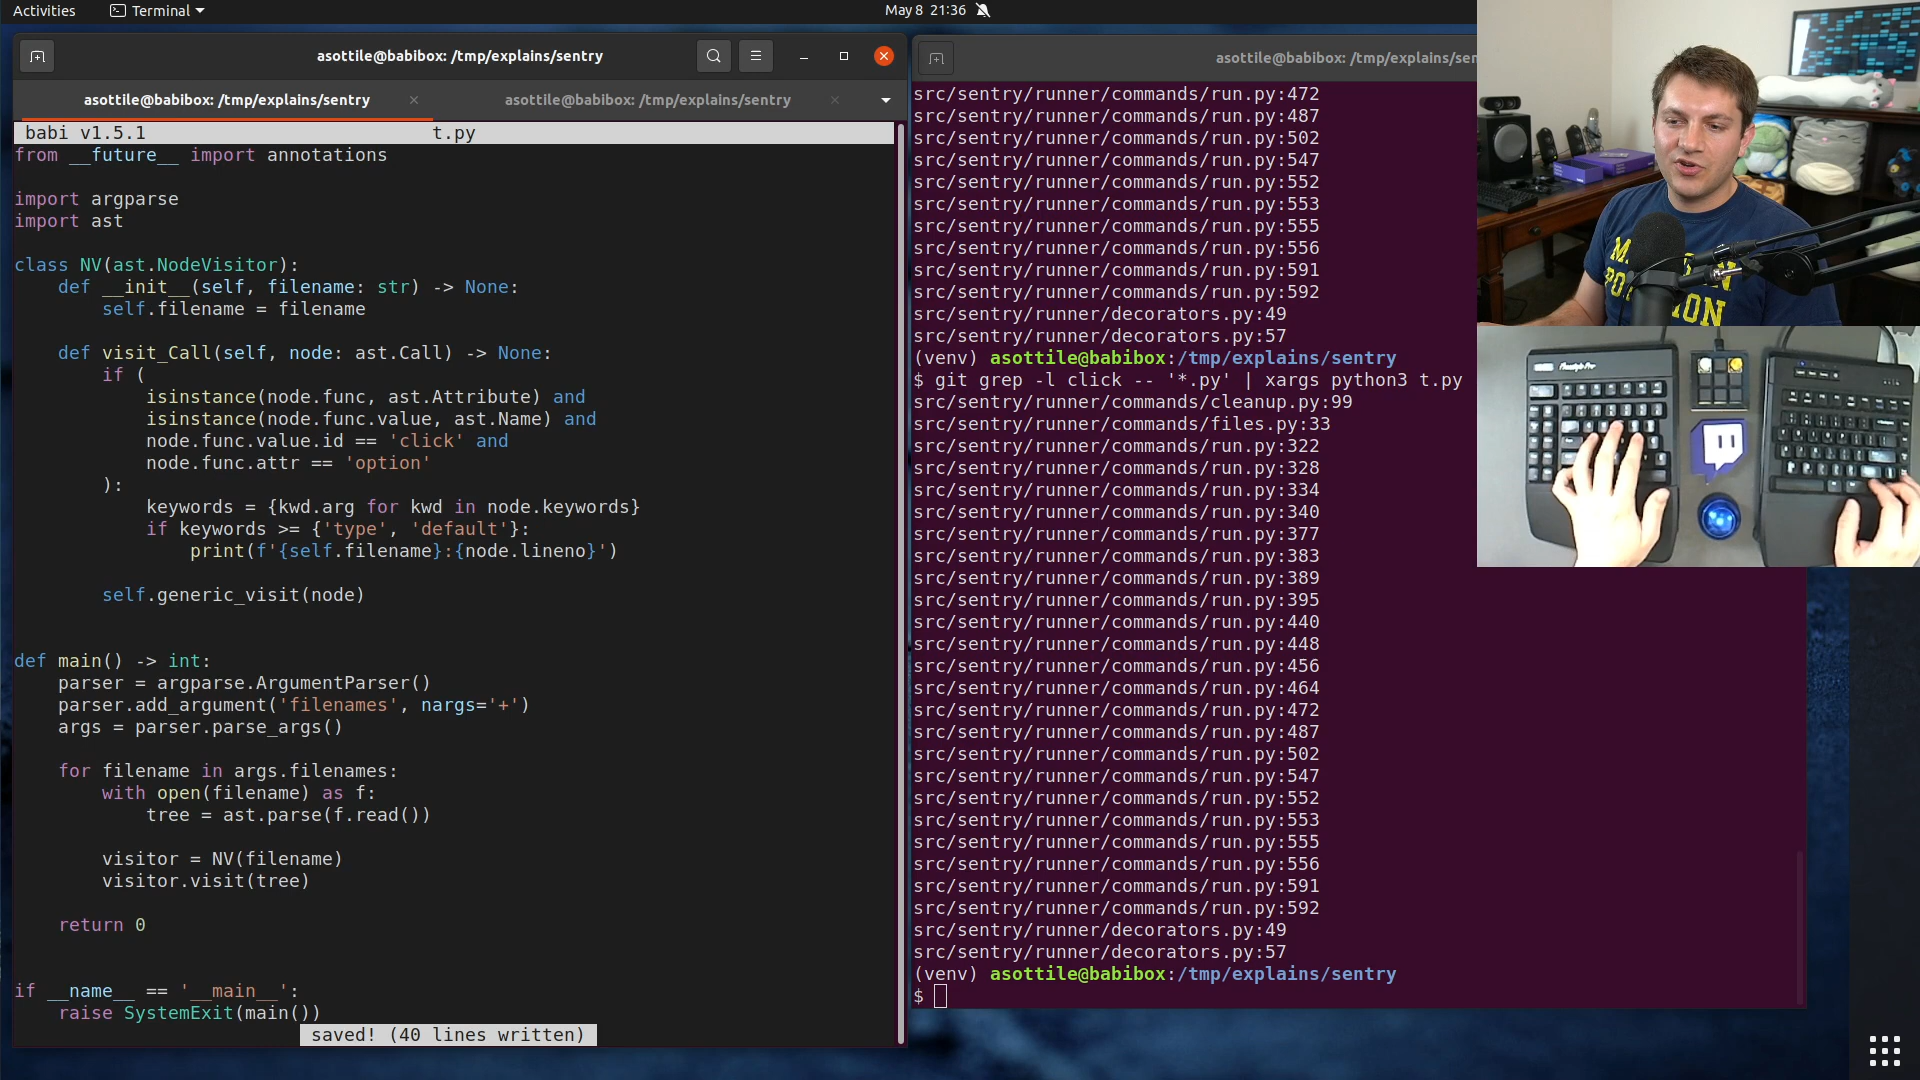 Activities
Terminal
May 8 21:36
asottile@babibox: /tmp/explains/sentry
asottile@babibox: /tmp/explains/sentry
asottile@babibox: /tmp/explains/sentry
babi v1.5.1 t.py
from __future__ import annotations
import argparse
import ast
class NV(ast.NodeVisitor):
def __init__(self, filename: str) -> None:
self.filename = filename
def visit_Call(self, node: ast.Call) -> None:
if (
isinstance(node.func, ast.Attribute) and
isinstance(node.func.value, ast.Name) and
node.func.value.id == 'click' and
node.func.attr == 'option'
):
keywords = {kwd.arg for kwd in node.keywords}
if keywords >= {'type', 'default'}:
print(f'{self.filename}:{node.lineno}')
self.generic_visit(node)
def main() -> int:
parser = argparse.ArgumentParser()
parser.add_argument('filenames', nargs='+')
args = parser.parse_args()
for filename in args.filenames:
with open(filename) as f:
tree = ast.parse(f.read())
visitor = NV(filename)
visitor.visit(tree)
return 0
if __name__ == '__main__':
raise SystemExit(main())
saved! (40 lines written)
asottile@babibox: /tmp/explains/sen
src/sentry/runner/commands/run.py:472
src/sentry/runner/commands/run.py:487
src/sentry/runner/commands/run.py:502
src/sentry/runner/commands/run.py:547
src/sentry/runner/commands/run.py:552
src/sentry/runner/commands/run.py:553
src/sentry/runner/commands/run.py:555
src/sentry/runner/commands/run.py:556
src/sentry/runner/commands/run.py:591
src/sentry/runner/commands/run.py:592
src/sentry/runner/decorators.py:49
src/sentry/runner/decorators.py:57
(venv) asottile@babibox:/tmp/explains/sentry
$ git grep -l click -- '*.py' | xargs python3 t.py
src/sentry/runner/commands/cleanup.py:99
src/sentry/runner/commands/files.py:33
src/sentry/runner/commands/run.py:322
src/sentry/runner/commands/run.py:328
src/sentry/runner/commands/run.py:334
src/sentry/runner/commands/run.py:340
src/sentry/runner/commands/run.py:377
src/sentry/runner/commands/run.py:383
src/sentry/runner/commands/run.py:389
src/sentry/runner/commands/run.py:395
src/sentry/runner/commands/run.py:440
src/sentry/runner/commands/run.py:448
src/sentry/runner/commands/run.py:456
src/sentry/runner/commands/run.py:464
src/sentry/runner/commands/run.py:472
src/sentry/runner/commands/run.py:487
src/sentry/runner/commands/run.py:502
src/sentry/runner/commands/run.py:547
src/sentry/runner/commands/run.py:552
src/sentry/runner/commands/run.py:553
src/sentry/runner/commands/run.py:555
src/sentry/runner/commands/run.py:556
src/sentry/runner/commands/run.py:591
src/sentry/runner/commands/run.py:592
src/sentry/runner/decorators.py:49
src/sentry/runner/decorators.py:57
(venv) asottile@babibox:/tmp/explains/sentry
$